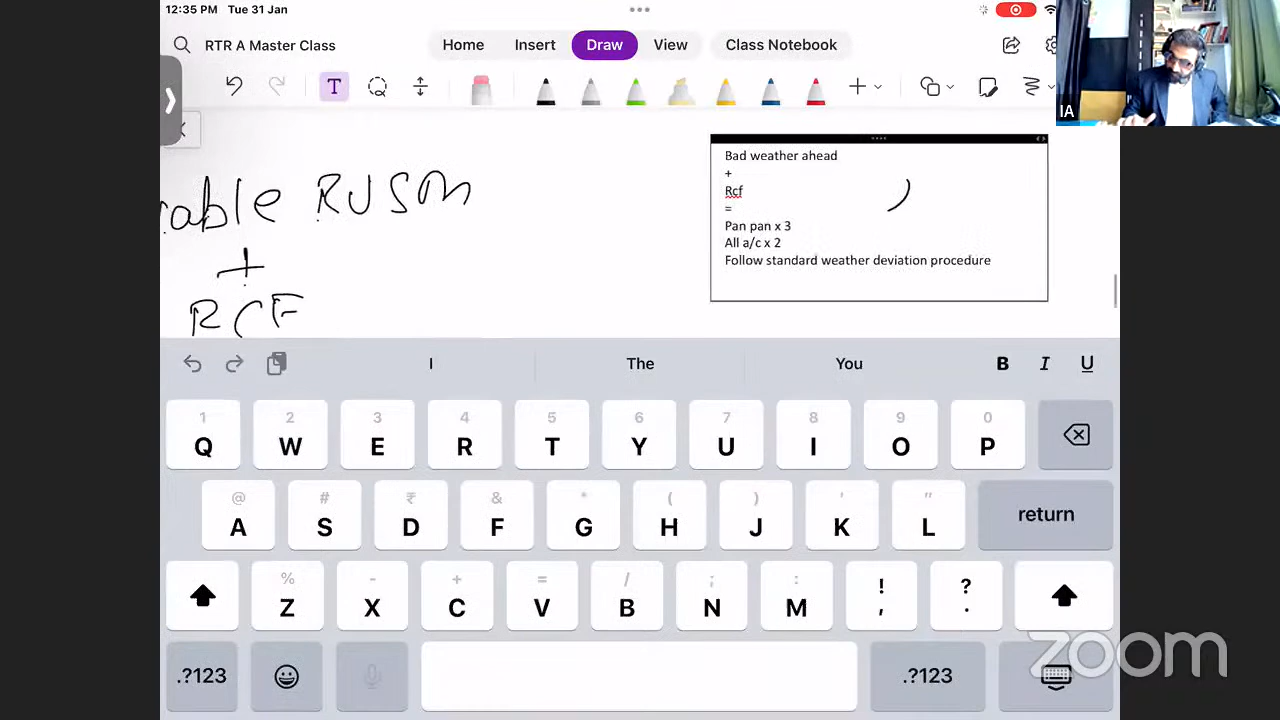 12:35 PM Tue 31 Jan
RTR A Master Class
Home Insert Draw View Class Notebook
T
IA
Bad weather ahead
+
Rcf
=
Pan pan x 3
All a/c x 2
Follow standard weather deviation procedure
cable RVSM
+
RCF
I The You B I U
1 2 3 4 5 6 7 8 9 0
Q W E R T Y U I O P
@ # ₹ & * ( ) ' "
A S D F G H J K L return
% - + = / ; : ! ?
Z X C V B N M , .
.?123 .?123
zoom